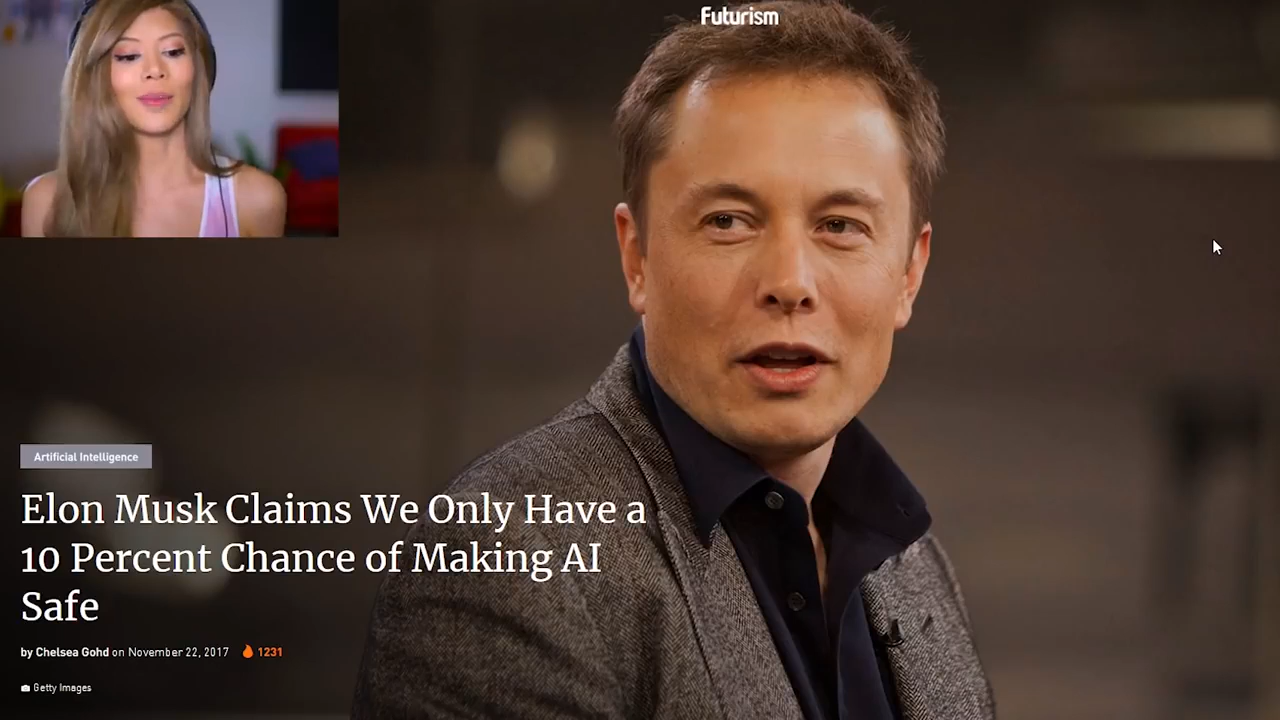 Futurism
Artificial Intelligence
Elon Musk Claims We Only Have a
10 Percent Chance of Making AI
Safe
by Chelsea Gohd on November 22, 2017 1231
Getty Images